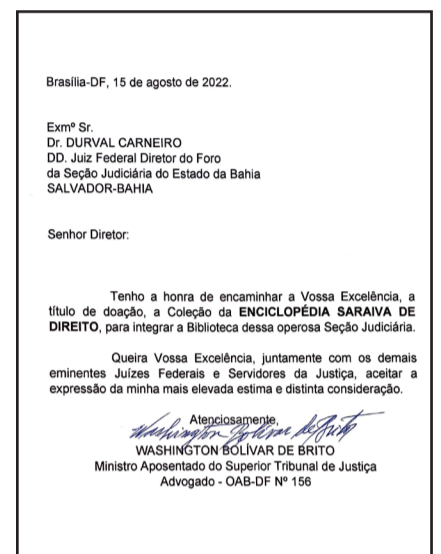 Brasília-DF, 15 de agosto de 2022.
Exmº Sr.
Dr. DURVAL CARNEIRO
DD. Juiz Federal Diretor do Foro
da Seção Judiciária do Estado da Bahia
SALVADOR-BAHIA
Senhor Diretor:
Tenho a honra de encaminhar a Vossa Excelência, a
título de doação, a Coleção da ENCICLOPÉDIA SARAIVA DE
DIREITO, para integrar a Biblioteca dessa operosa Seção Judiciária.
Queira Vossa Excelência, juntamente com os demais
eminentes Juízes Federais e Servidores da Justiça, aceitar a
expressão da minha mais elevada estima e distinta consideração.
Atenciosamente,
Washington Bolívar de Brito
WASHINGTON BOLÍVAR DE BRITO
Ministro Aposentado do Superior Tribunal de Justiça
Advogado - OAB-DF Nº 156